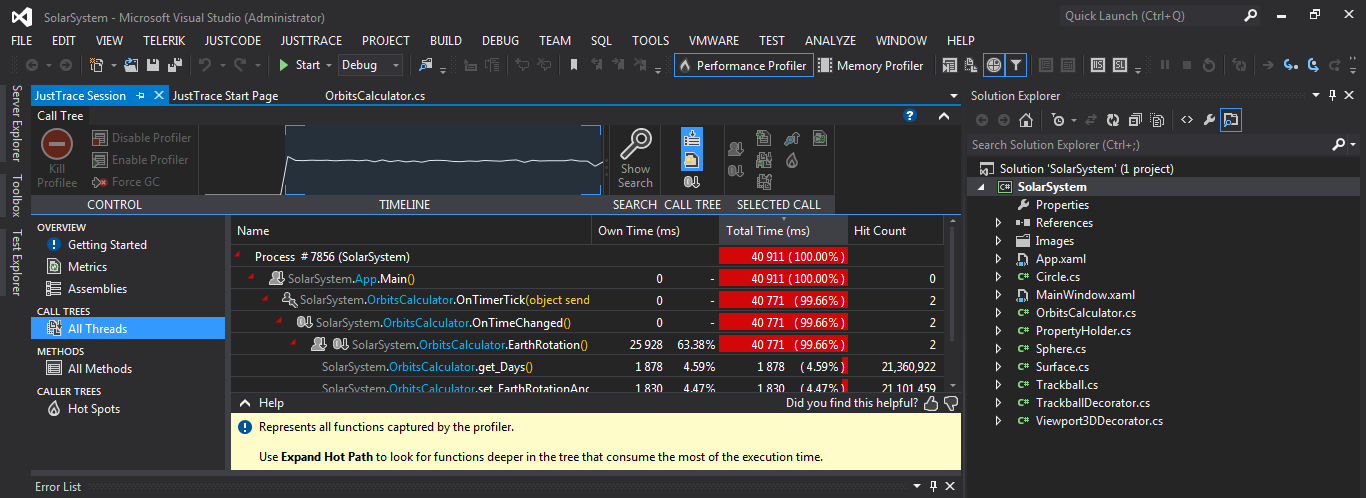 SolarSystem - Microsoft Visual Studio (Administrator)
Quick Launch (Ctrl+Q)
FILE EDIT VIEW TELERIK JUSTCODE JUSTTRACE PROJECT BUILD DEBUG TEAM SQL TOOLS VMWARE TEST ANALYZE WINDOW HELP
Start Debug Performance Profiler Memory Profiler
Server Explorer
Toolbox
Test Explorer
JustTrace Session JustTrace Start Page OrbitsCalculator.cs
Call Tree
Kill Profilee
Disable Profiler
Enable Profiler
Force GC
Show Search
CONTROL TIMELINE SEARCH CALL TREE SELECTED CALL
OVERVIEW
Getting Started
Metrics
Assemblies
CALL TREES
All Threads
METHODS
All Methods
CALLER TREES
Hot Spots
Name Own Time (ms) Total Time (ms) Hit Count
Process # 7856 (SolarSystem) 40 911 (100.00%)
SolarSystem.App.Main() 0 - 40 911 (100.00%) 0
SolarSystem.OrbitsCalculator.OnTimerTick(object send 0 - 40 771 (99.66%) 2
SolarSystem.OrbitsCalculator.OnTimeChanged() 0 - 40 771 (99.66%) 2
SolarSystem.OrbitsCalculator.EarthRotation() 25 928 63.38% 40 771 (99.66%) 2
SolarSystem.OrbitsCalculator.get_Days() 1 878 4.59% 1 878 (4.59%) 21,360,922
SolarSystem.OrbitsCalculator.set_EarthRotationAng 1 830 4.47% 1 830 (4.47%) 21 101 459
Help Did you find this helpful?
Represents all functions captured by the profiler.
Use Expand Hot Path to look for functions deeper in the tree that consume the most of the execution time.
Error List
Solution Explorer
Search Solution Explorer (Ctrl+;)
Solution 'SolarSystem' (1 project)
C# SolarSystem
Properties
References
Images
App.xaml
C# Circle.cs
MainWindow.xaml
C# OrbitsCalculator.cs
C# PropertyHolder.cs
C# Sphere.cs
C# Surface.cs
C# Trackball.cs
C# TrackballDecorator.cs
C# Viewport3DDecorator.cs